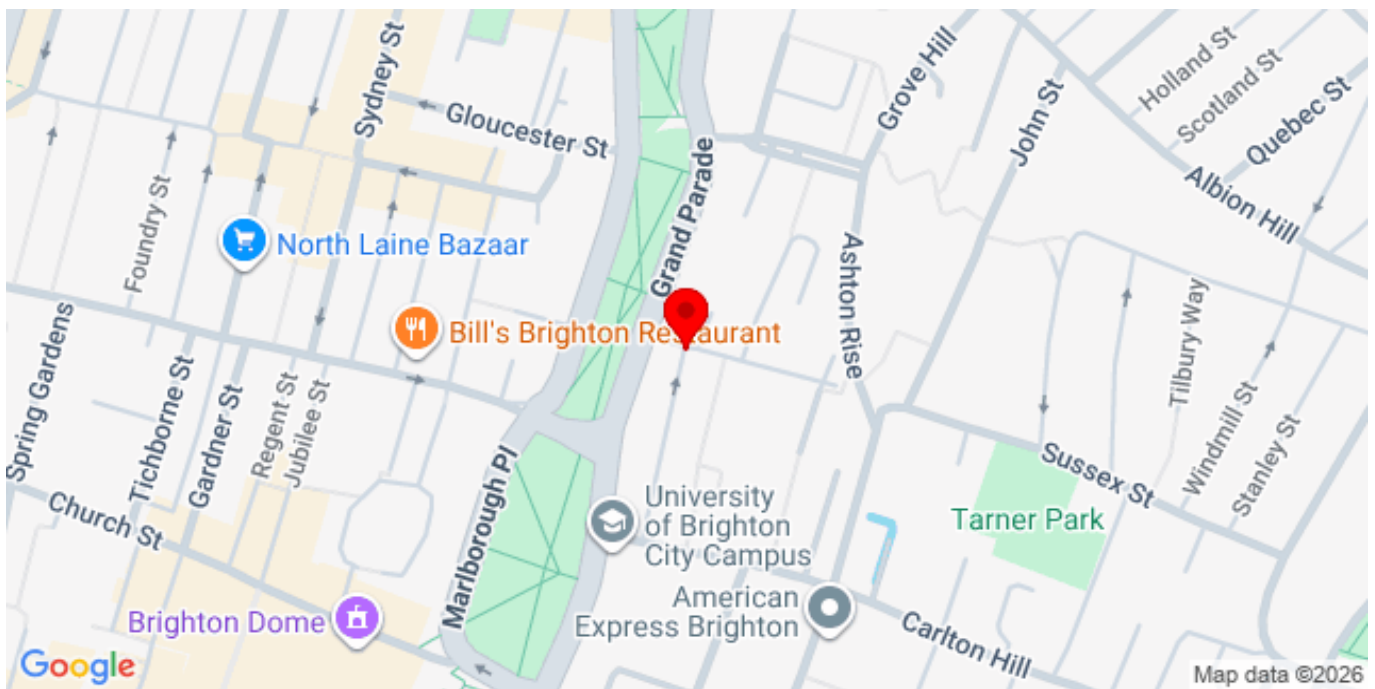 Sydney St
Gloucester St
Grand Parade
Grove Hill
John St
Holland St
Scotland St
Quebec St
Albion Hill
Foundry St
North Laine Bazaar
Ashton Rise
Bill's Brighton Restaurant
Tilbury Way
Spring Gardens
Tichborne St
Gardner St
Regent St
Jubilee St
Windmill St
Stanley St
Sussex St
Marlborough Pl
University
of Brighton
City Campus
Tarner Park
Church St
American
Express Brighton
Brighton Dome
Carlton Hill
Google
Map data ©2026